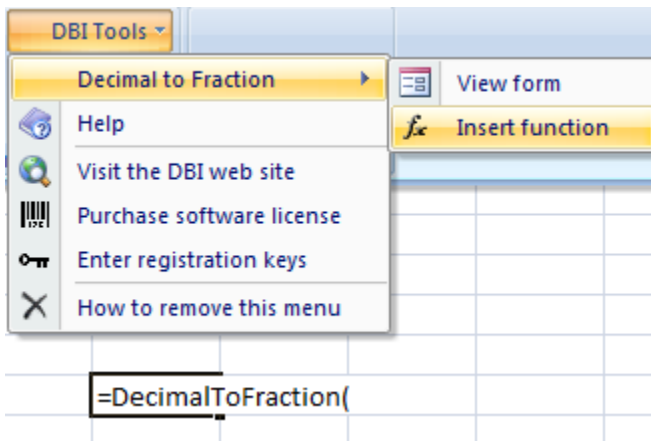 DBI Tools
Decimal to Fraction
View form
Help
fx Insert function
Visit the DBI web site
Purchase software license
Enter registration keys
How to remove this menu
=DecimalToFraction(